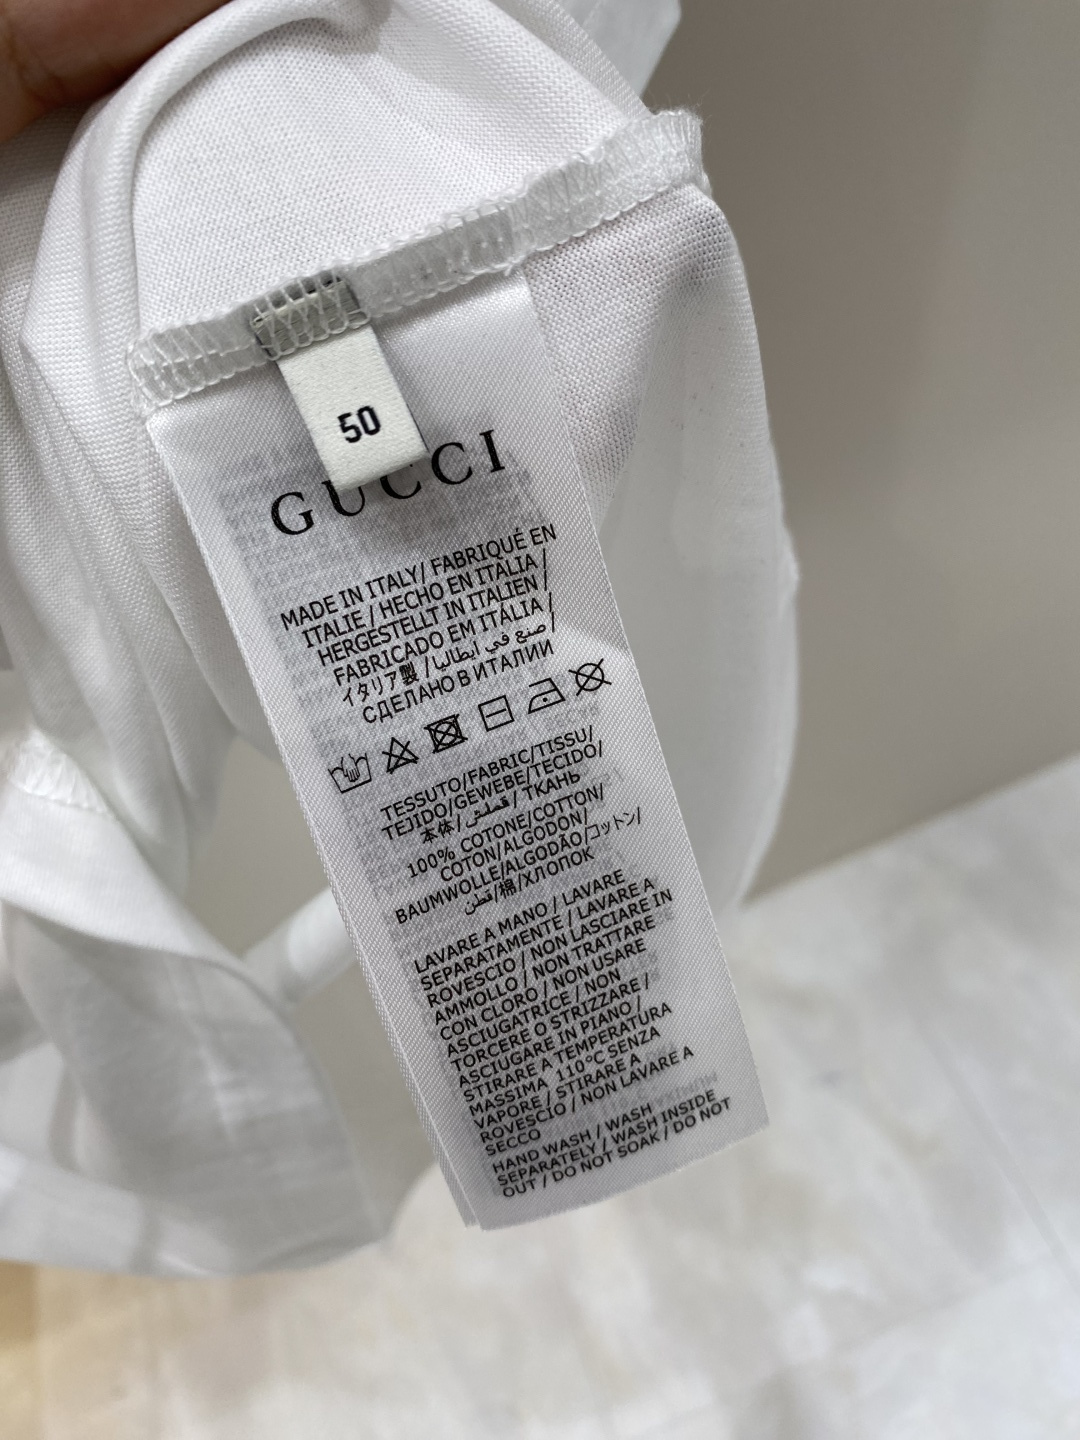 50
GUCCI
MADE IN ITALY/ FABRIQUÉ EN
ITALIE / HECHO EN ITALIA /
HERGESTELLT IN ITALIEN /
FABRICADO EM ITÁLIA /
イタリア製 / صنع في ايطاليا/
СДЕЛАНО В ИТАЛИИ
TESSUTO/FABRIC/TISSU/
TEJIDO/GEWEBE/TECIDO/
本体/قملش / ТКАНЬ
100% COTONE/COTTON/
COTON/ALGODON/
BAUMWOLLE/ALGODÃO/コットン/
قطن/棉/ХЛОПОК
LAVARE A MANO / LAVARE
SEPARATAMENTE / LAVARE A
ROVESCIO / NON LASCIARE IN
AMMOLLO / NON TRATTARE
CON CLORO / NON USARE
ASCIUGATRICE / NON
TORCERE O STRIZZARE /
ASCIUGARE IN PIANO /
STIRARE A TEMPERATURA
MASSIMA 110°C SENZA
VAPORE / STIRARE A
ROVESCIO / NON LAVARE A
SECCO
HAND WASH / WASH
SEPARATELY / WASH INSIDE
OUT / DO NOT SOAK / DO NOT